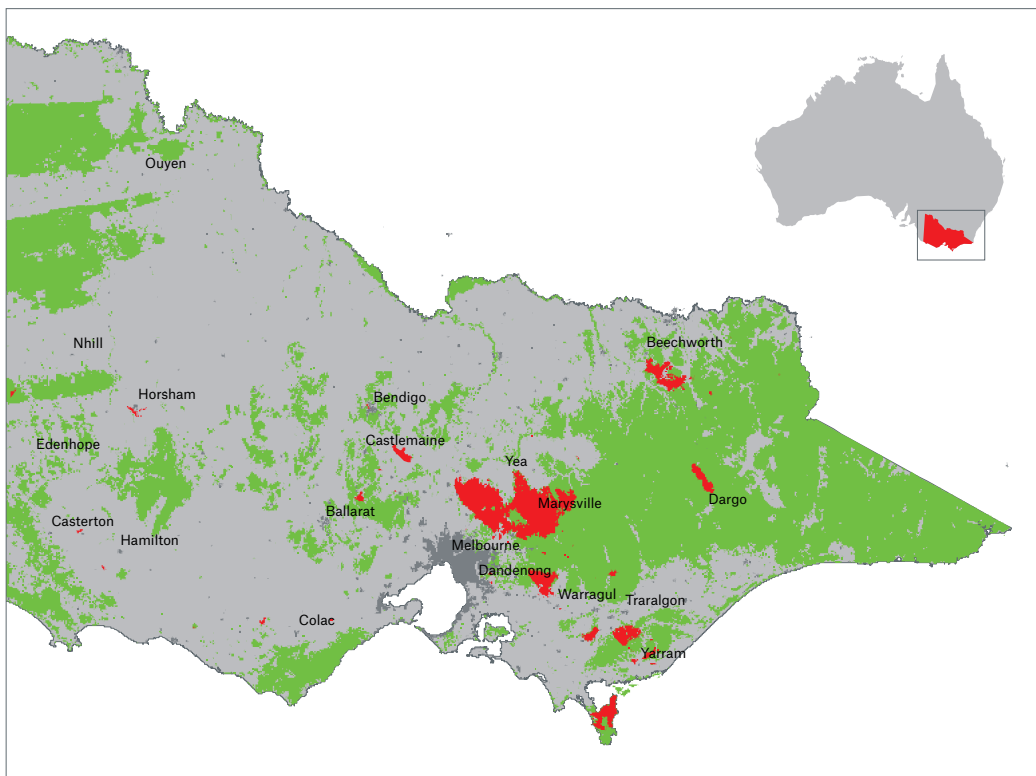 Ouyen
Nhill
Beechworth
Horsham
Bendigo
Edenhope
Castlemaine
Yea
Marysville
Dargo
Ballarat
Casterton
Hamilton
Melbourne
Dandenong
Warragul
Traralgon
Colac
Yarram